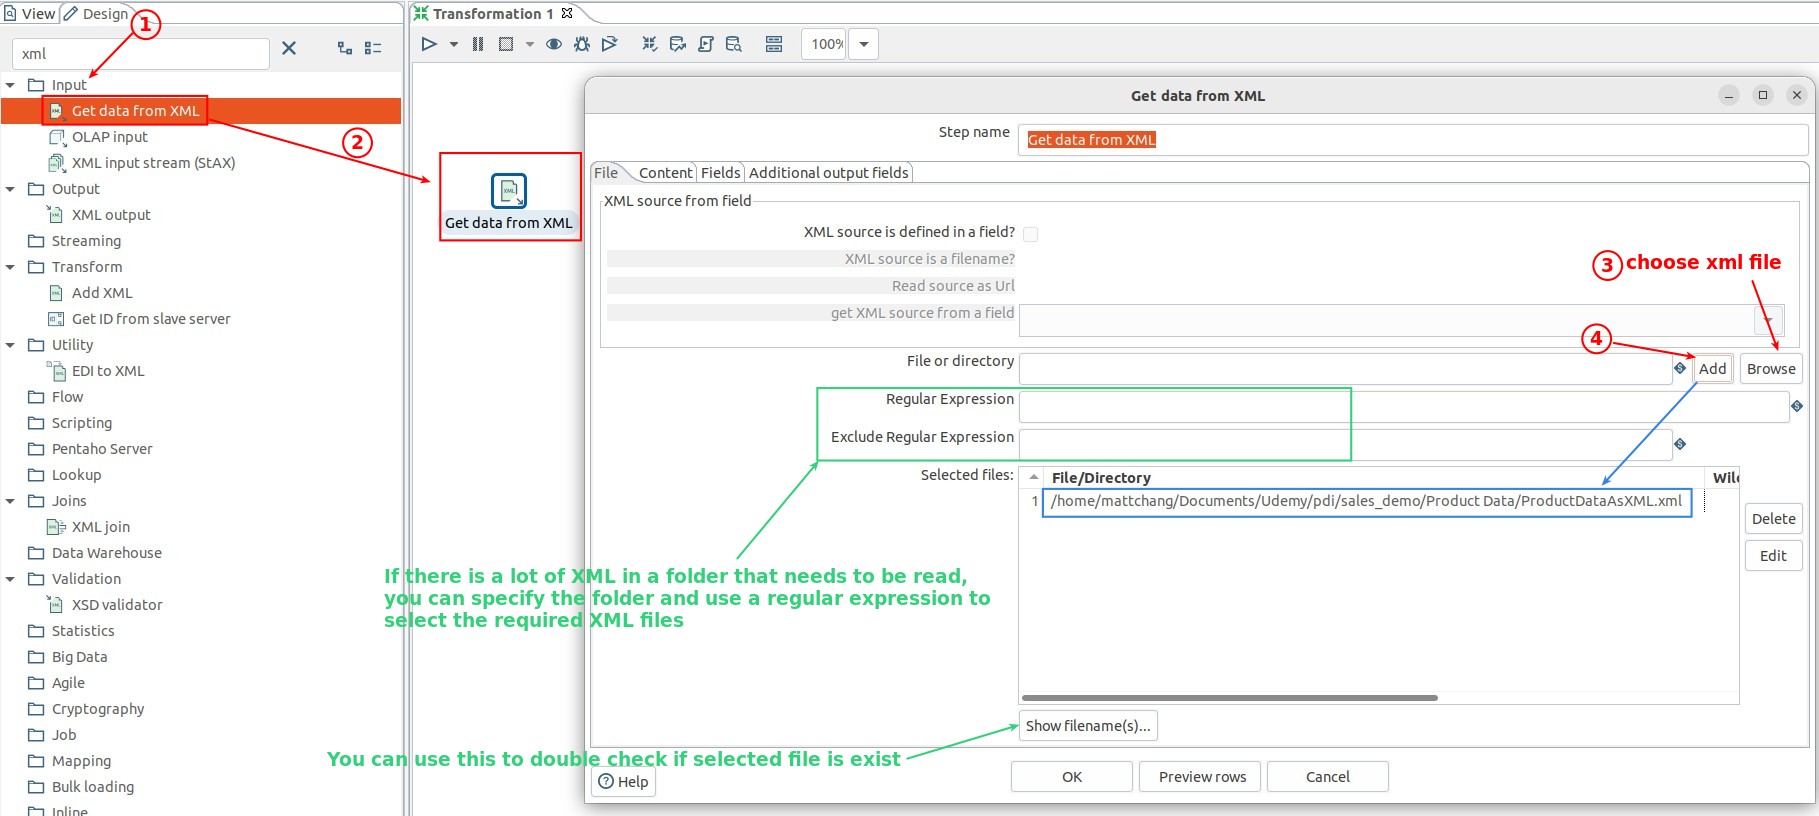 View
Design
1
xml
Input
Get data from XML
OLAP input
XML input stream (StAX)
Output
XML output
Streaming
Transform
Add XML
Get ID from slave server
Utility
EDI to XML
Flow
Scripting
Pentaho Server
Lookup
Joins
XML join
Data Warehouse
Validation
XSD validator
Statistics
Big Data
Agile
Cryptography
Job
Mapping
Bulk loading
Inline
Transformation 1
100%
2
Get data from XML
Get data from XML
Step name
Get data from XML
File
Content
Fields
Additional output fields
XML source from field
XML source is defined in a field?
XML source is a filename?
Read source as Url
get XML source from a field
3 choose xml file
4
File or directory
Add
Browse
Regular Expression
Exclude Regular Expression
Selected files:
File/Directory
1 /home/mattchang/Documents/Udemy/pdi/sales_demo/Product Data/ProductDataAsXML.xml
Delete
Edit
If there is a lot of XML in a folder that needs to be read,
you can specify the folder and use a regular expression to
select the required XML files
Show filename(s)...
You can use this to double check if selected file is exist
Help
OK
Preview rows
Cancel